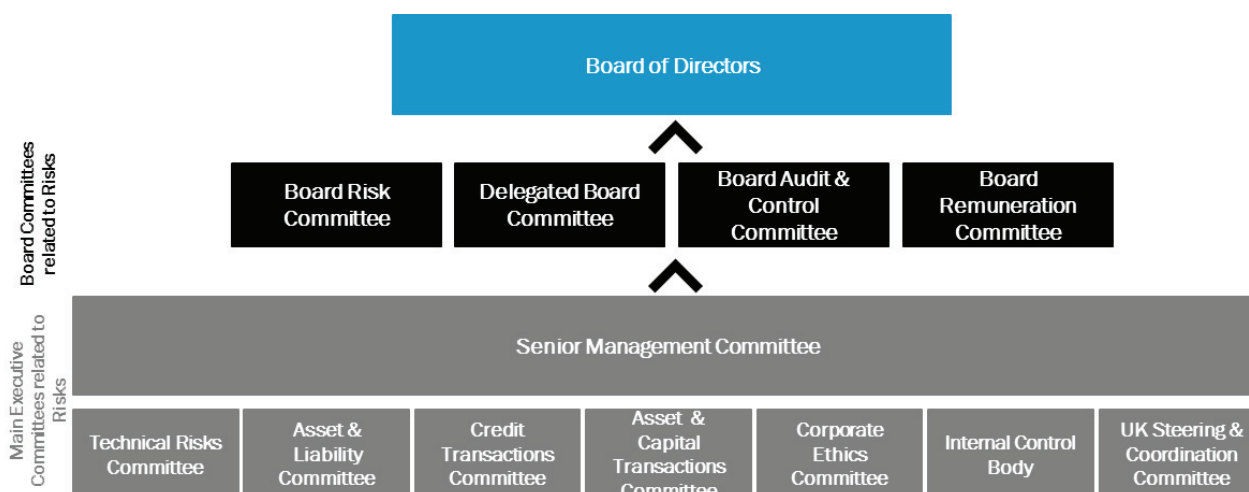 Board of Directors
Board Committees
related to Risks
Board Risk
Committee
Delegated Board
Committee
Board Audit &
Control
Committee
Board
Remuneration
Committee
Main Executive
Committees related to
Risks
Senior Management Committee
Technical Risks
Committee
Asset &
Liability
Committee
Credit
Transactions
Committee
Asset &
Capital
Transactions
Committee
Corporate
Ethics
Committee
Internal Control
Body
UK Steering &
Coordination
Committee